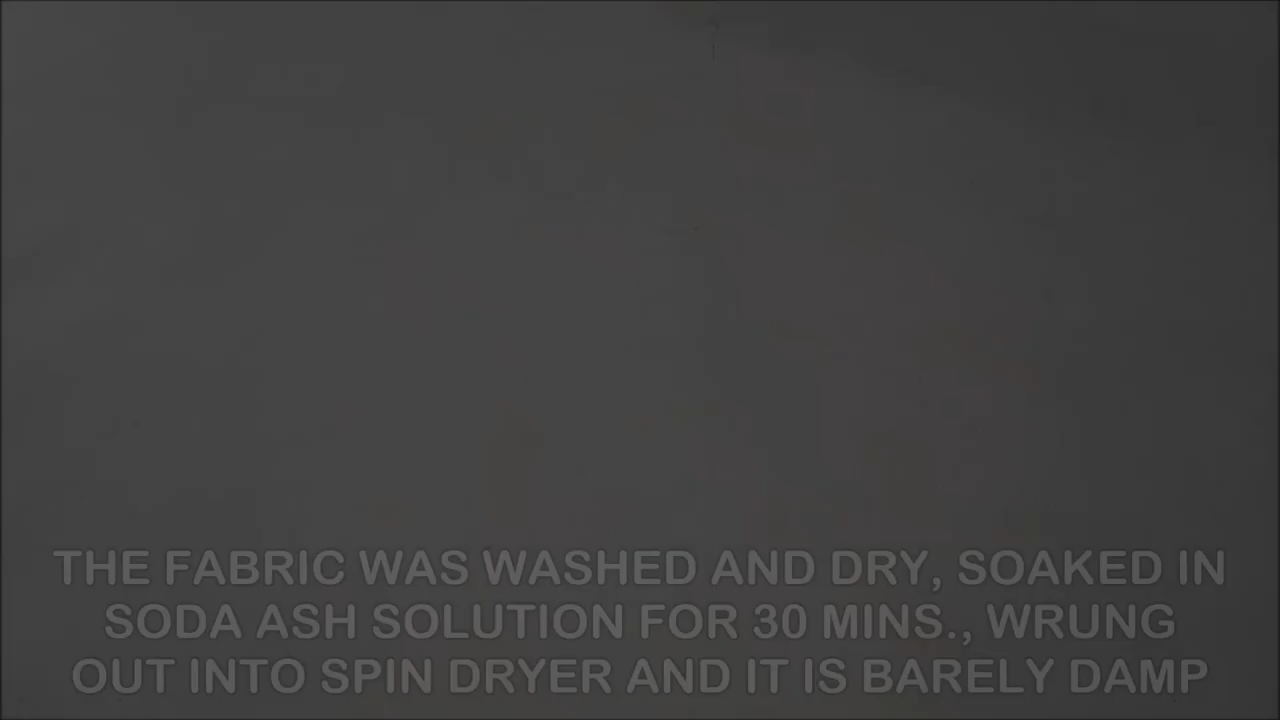 THE FABRIC WAS WASHED AND DRY, SOAKED IN
SODA ASH SOLUTION FOR 30 MINS., WRUNG
OUT INTO SPIN DRYER AND IT IS BARELY DAMP